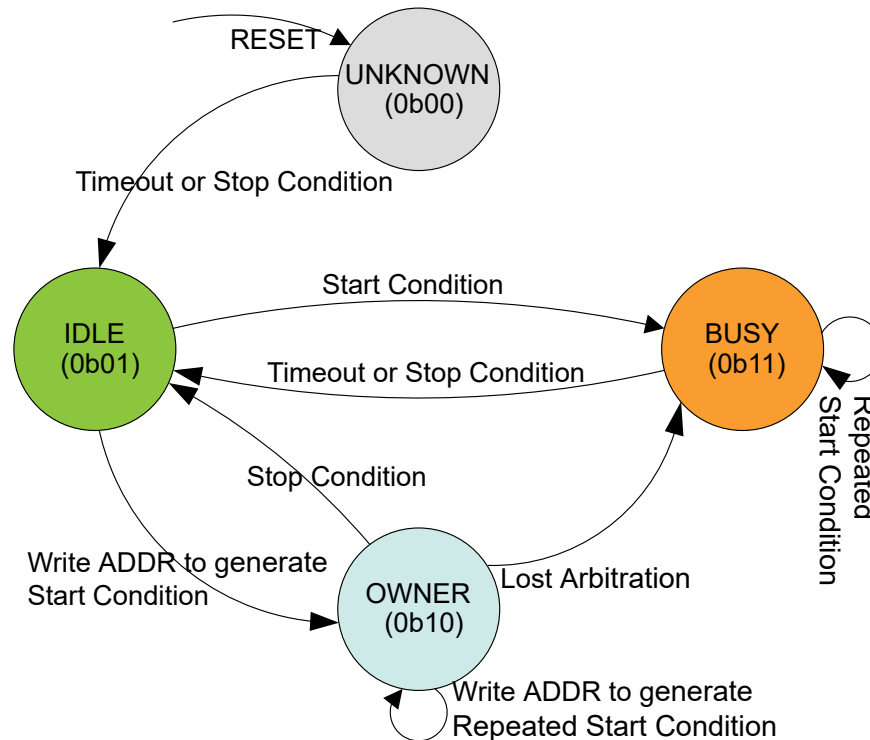 RESET
UNKNOWN
(0b00)
Timeout or Stop Condition
Start Condition
IDLE
(0b01)
BUSY
(0b11)
Timeout or Stop Condition
Repeated
Start Condition
Stop Condition
Write ADDR to generate
Start Condition
Lost Arbitration
OWNER
(0b10)
Write ADDR to generate
Repeated Start Condition